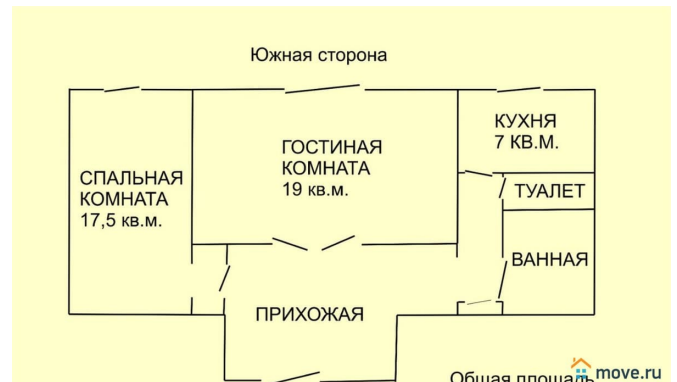 Южная сторона
КУХНЯ
7 КВ.М.
ГОСТИНАЯ
КОМНАТА
19 кв.м.
СПАЛЬНАЯ
КОМНАТА
17,5 кв.м.
ТУАЛЕТ
ВАННАЯ
ПРИХОЖАЯ
Общая площадь
move.ru